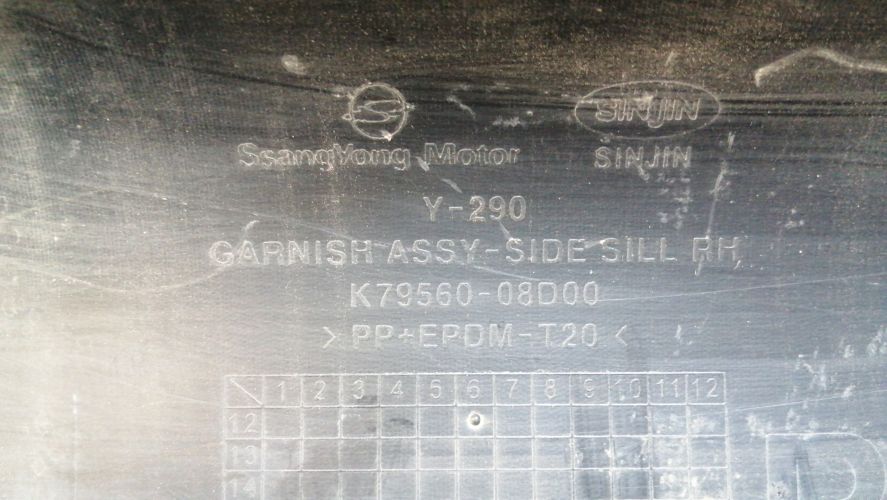 SINJIN
SsangYong Motor SINJIN
Y-290
GARNISH ASSY-SIDE SILL RH
K79560-08D00
> PP+EPDM-T20 <
1 2 3 4 5 6 7 8 9 10 11 12
12
13
14